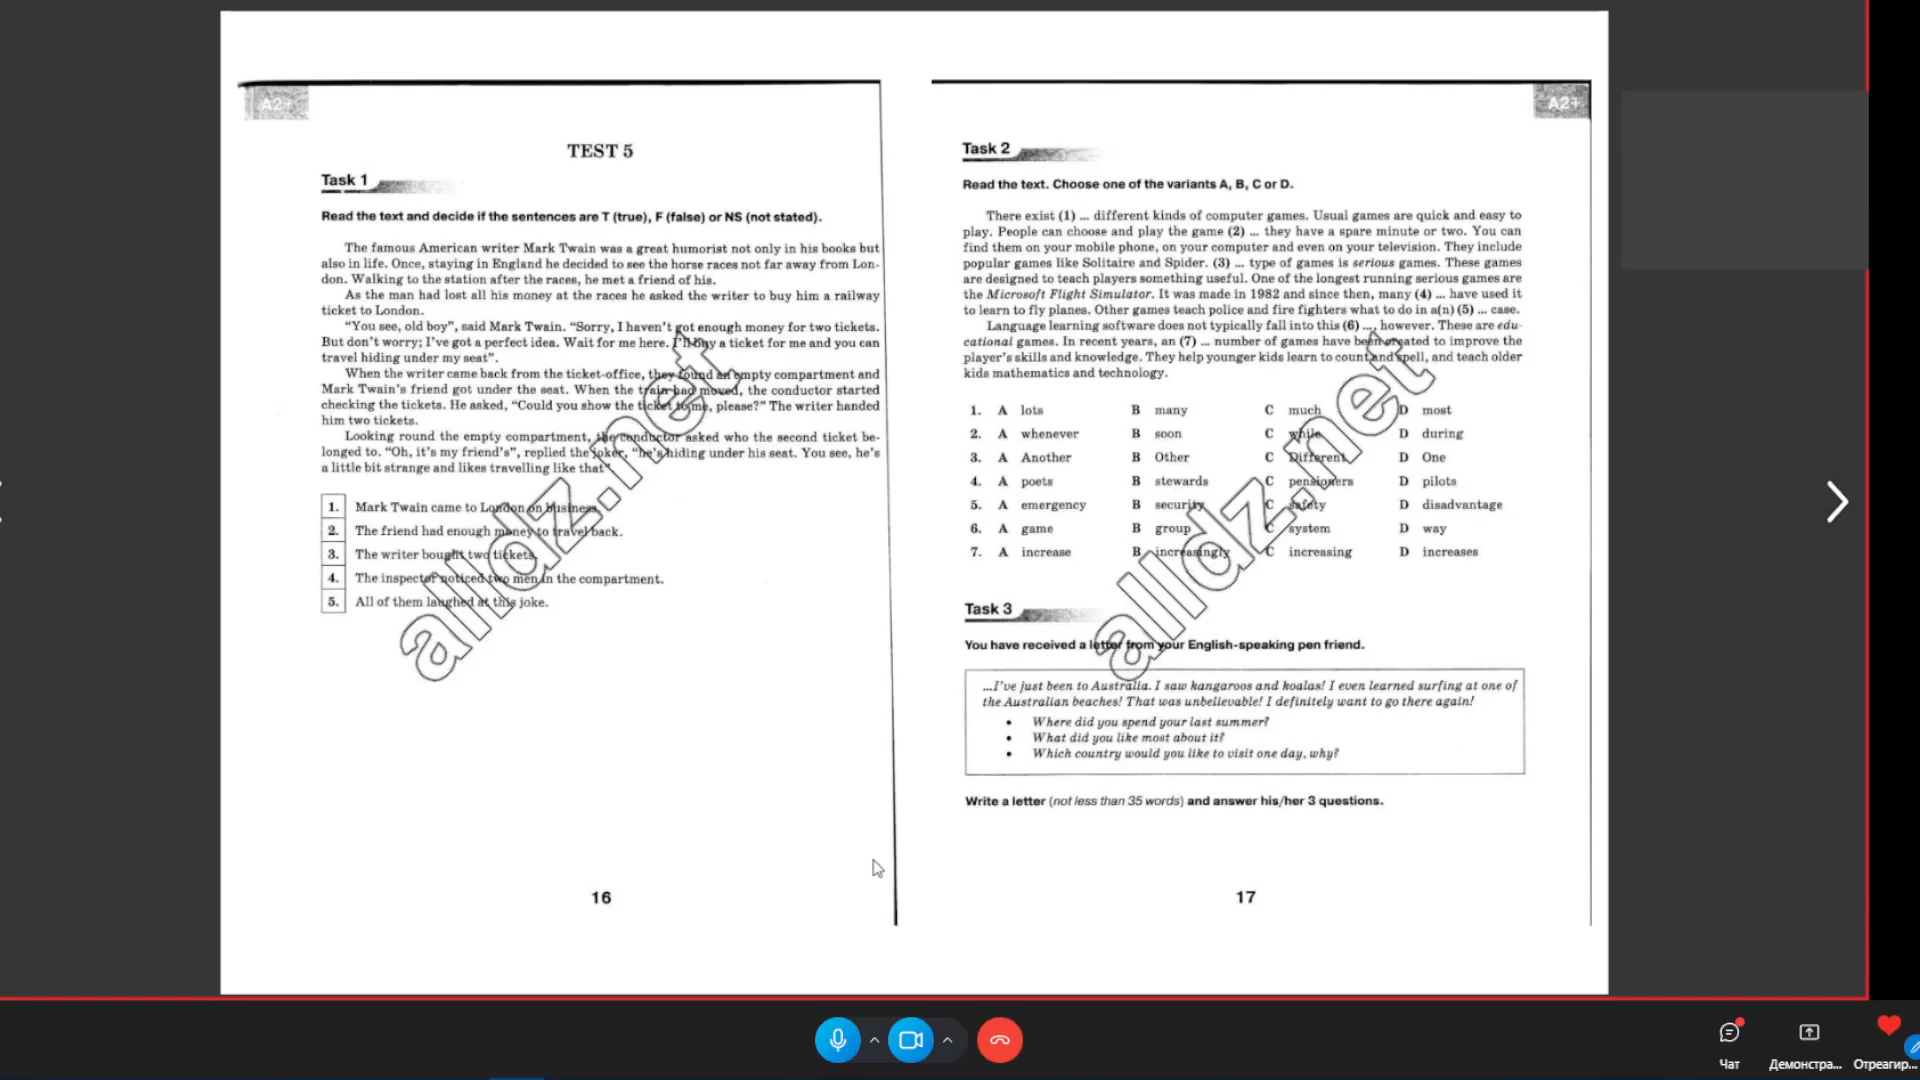 A2+
TEST 5
Task 1
Read the text and decide if the sentences are T (true), F (false) or NS (not stated).
The famous American writer Mark Twain was a great humorist not only in his books but
also in life. Once, staying in England he decided to see the horse races not far away from Lon-
don. Walking to the station after the races, he met a friend of his.
As the man had lost all his money at the races he asked the writer to buy him a railway
ticket to London.
"You see, old boy", said Mark Twain. "Sorry, I haven't got enough money for two tickets.
But don't worry; I've got a perfect idea. Wait for me here. I'll buy a ticket for me and you can
travel hiding under my seat".
When the writer came back from the ticket-office, they found an empty compartment and
Mark Twain's friend got under the seat. When the train had moved, the conductor started
checking the tickets. He asked, "Could you show the ticket to me, please?" The writer handed
him two tickets.
Looking round the empty compartment, the conductor asked who the second ticket be-
longed to. "Oh, it's my friend's", replied the joker, "he's hiding under his seat. You see, he's
a little bit strange and likes travelling like that"
1. Mark Twain came to London on business.
2. The friend had enough money to travel back.
3. The writer bought two tickets.
4. The inspector noticed two men in the compartment.
5. All of them laughed at this joke.
16
alldz.net
A2+
Task 2
Read the text. Choose one of the variants A, B, C or D.
There exist (1) ... different kinds of computer games. Usual games are quick and easy to
play. People can choose and play the game (2) ... they have a spare minute or two. You can
find them on your mobile phone, on your computer and even on your television. They include
popular games like Solitaire and Spider. (3) ... type of games is serious games. These games
are designed to teach players something useful. One of the longest running serious games are
the Microsoft Flight Simulator. It was made in 1982 and since then, many (4) ... have used it
to learn to fly planes. Other games teach police and fire fighters what to do in a(n) (5) ... case.
Language learning software does not typically fall into this (6) ..., however. These are edu-
cational games. In recent years, an (7) ... number of games have been created to improve the
player's skills and knowledge. They help younger kids learn to count and spell, and teach older
kids mathematics and technology.
1. A lots B many C much D most
2. A whenever B soon C while D during
3. A Another B Other C Different D One
4. A poets B stewards C pensioners D pilots
5. A emergency B security C safety D disadvantage
6. A game B group C system D way
7. A increase B increasingly C increasing D increases
Task 3
You have received a letter from your English-speaking pen friend.
...I've just been to Australia. I saw kangaroos and koalas! I even learned surfing at one of
the Australian beaches! That was unbelievable! I definitely want to go there again!
• Where did you spend your last summer?
• What did you like most about it?
• Which country would you like to visit one day, why?
Write a letter (not less than 35 words) and answer his/her 3 questions.
17
alldz.net
Чат
Демонстра...
Отреагир...